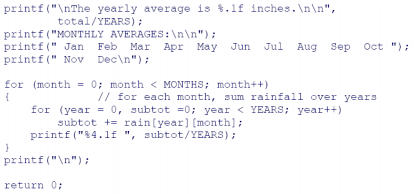 printf("\nThe yearly average is %.1f inches.\n\n",
total/YEARS);
printf("MONTHLY AVERAGES:\n\n");
printf(" Jan Feb Mar Apr May Jun Jul Aug Sep Oct ");
printf(" Nov Dec\n");
for (month = 0; month < MONTHS; month++)
{ // for each month, sum rainfall over years
for (year = 0, subtot =0; year < YEARS; year++)
subtot += rain[year][month];
printf("%4.1f ", subtot/YEARS);
}
printf("\n");
return 0;